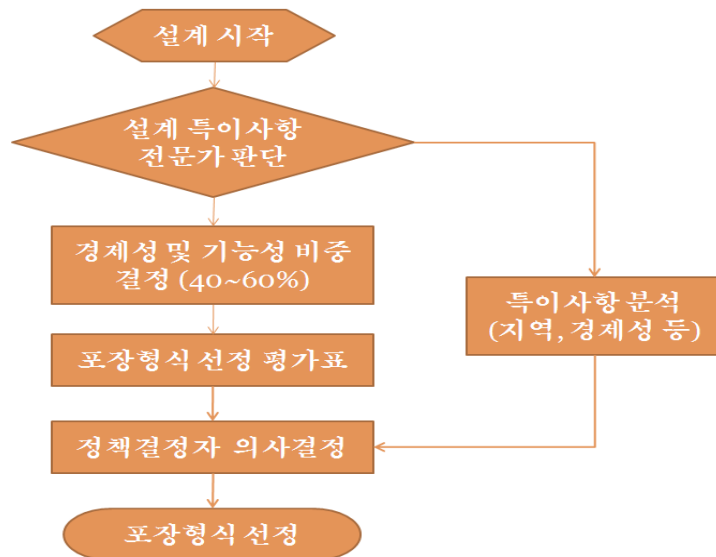 설계 시작
설계 특이사항
전문가 판단
경제성 및 기능성 비중
결정 (40~60%)
특이사항 분석
(지역, 경제성 등)
포장형식 선정 평가표
정책결정자 의사결정
포장형식 선정